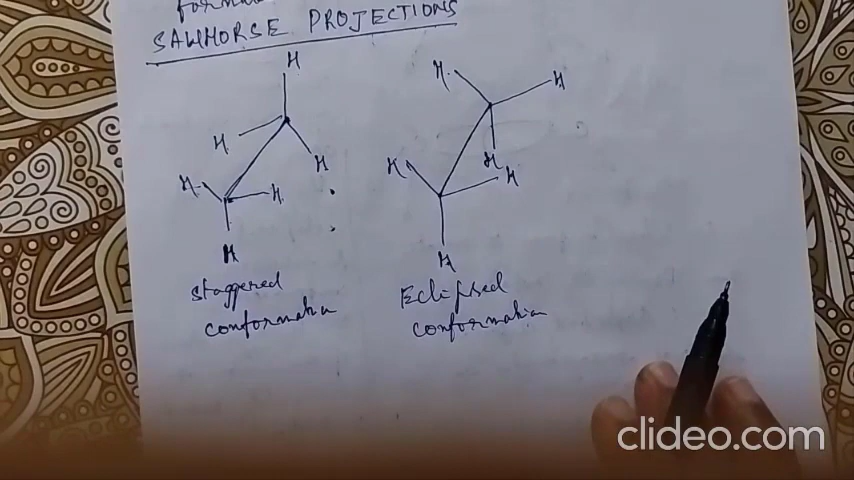 SAWHORSE PROJECTIONS
H
H
H
H
H
H
Staggered
conformation
H
H
H
H
H
H
Eclipsed
conformation
clideo.com